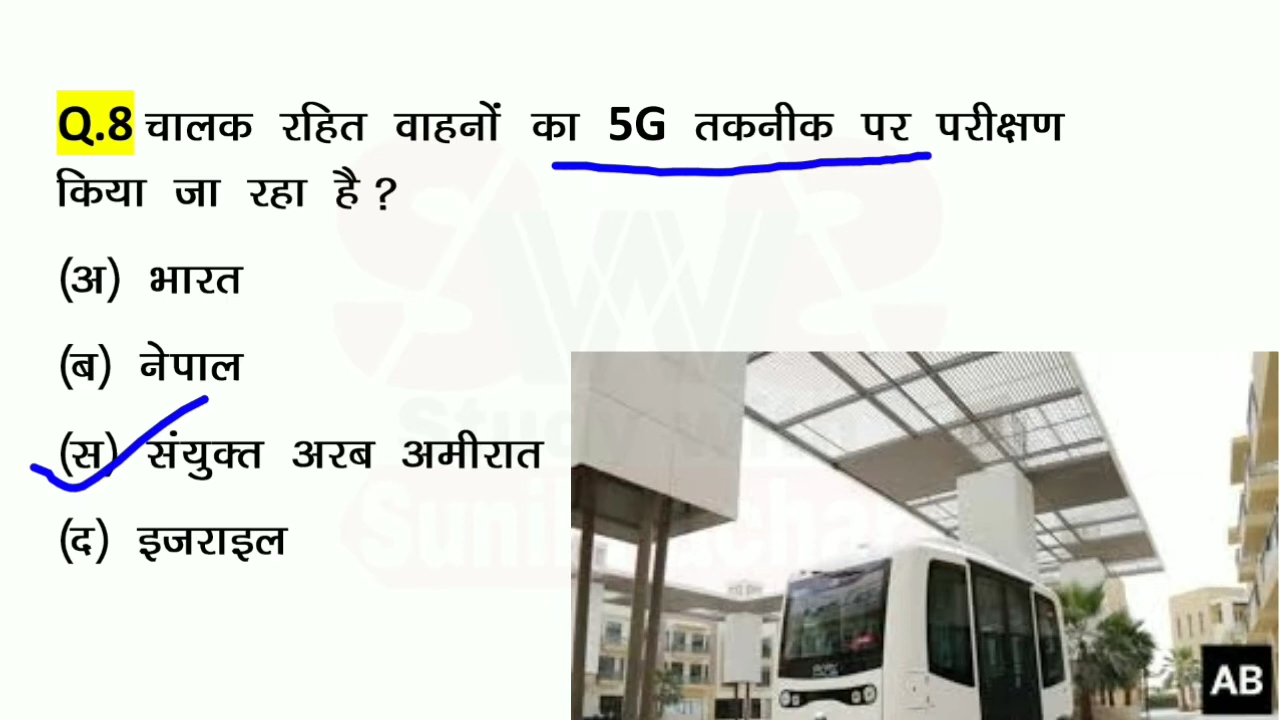 Q.8 चालक रहित वाहनों का 5G तकनीक पर परीक्षण
किया जा रहा है ?
(अ) भारत
(ब) नेपाल
(स) संयुक्त अरब अमीरात
(द) इजराइल
AB